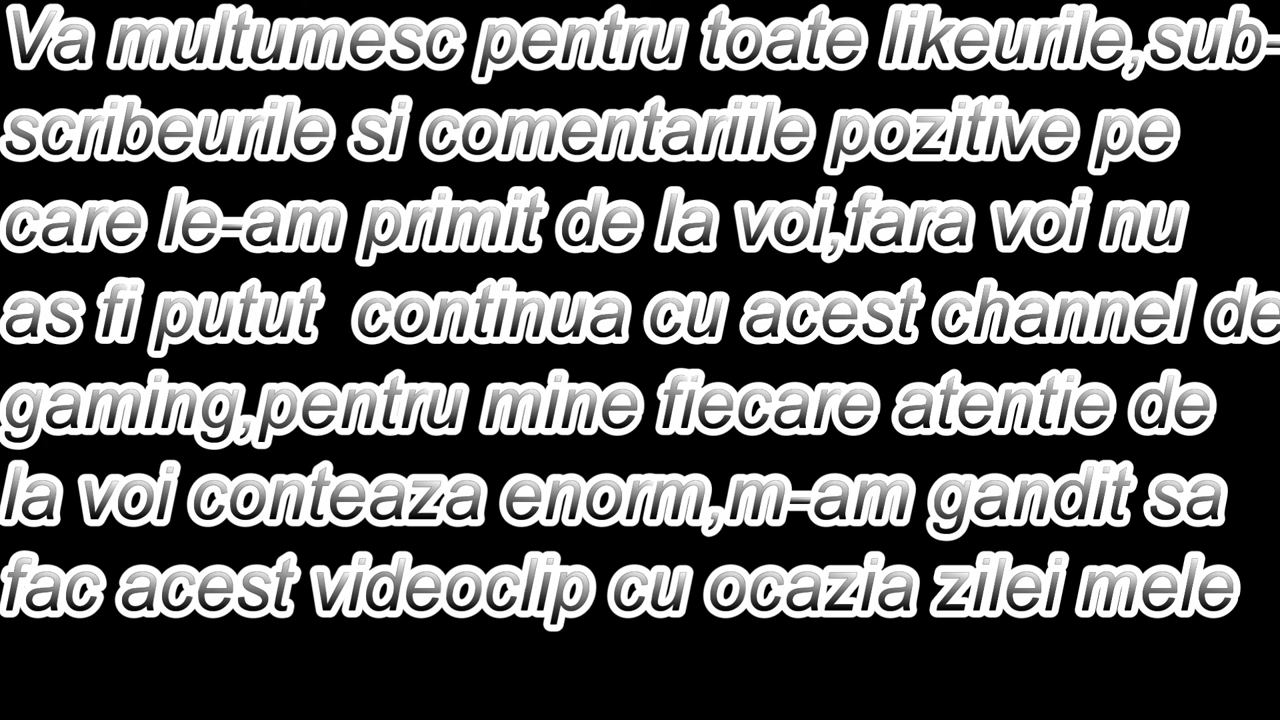 Va multumesc pentru toate likeurile,sub-
scribeurile si comentariile pozitive pe
care le-am primit de la voi,fara voi nu
as fi putut  continua cu acest channel de
gaming,pentru mine fiecare atentie de
la voi conteaza enorm,m-am gandit sa
fac acest videoclip cu ocazia zilei mele